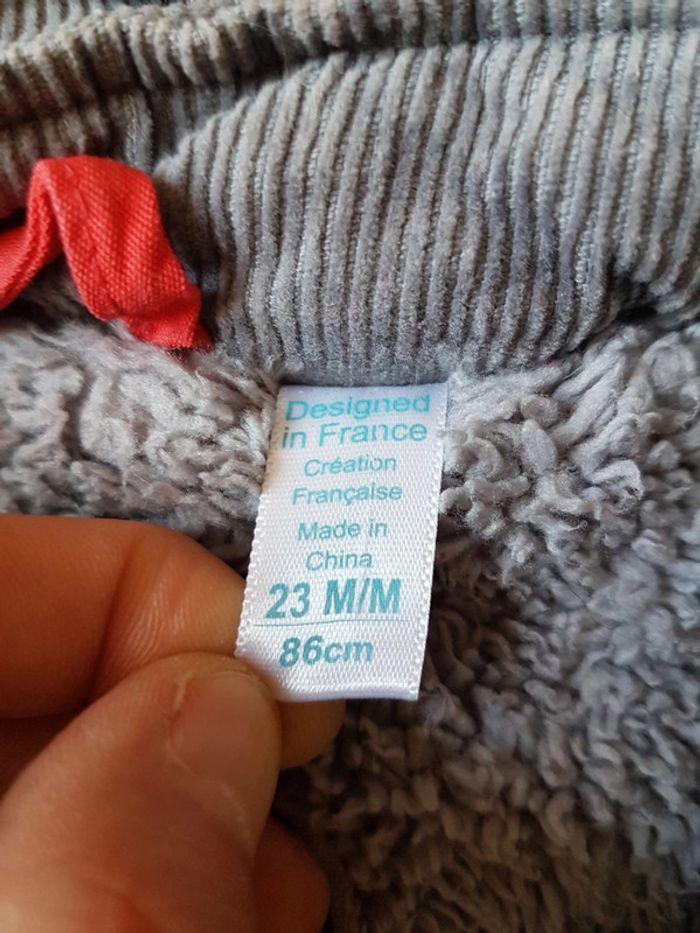 Designed
in France
Création
Française
Made in
China
23 M/M
86cm